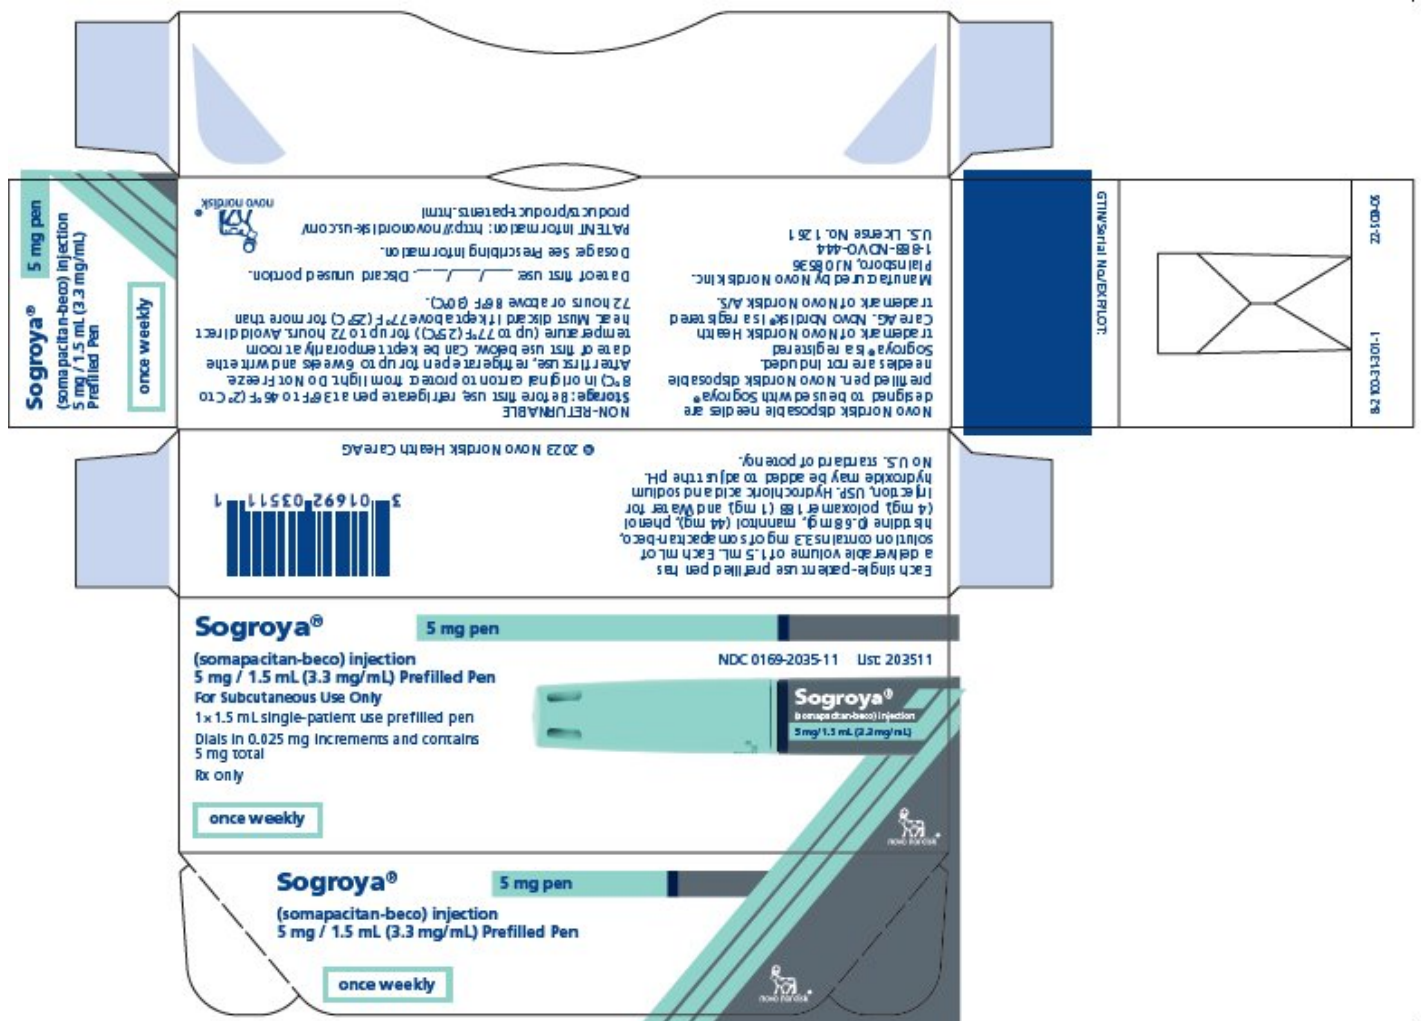 5 mg pen
Sogroya®
(somapacitan-beco) injection
5 mg / 1.5 mL (3.3 mg/mL)
Prefilled Pen
once weekly
NON-RETURNABLE
Storage: Before first use, refrigerate pen at 36°F to 46°F (2°C to
8°C) in original carton to protect from light. Do Not Freeze.
After first use, refrigerate pen for up to 6 weeks and write the
date of first use below. Can be kept temporarily at room
temperature (up to 77°F (25°C)) for up to 72 hours. Avoid direct
heat. Must discard if kept above 77°F (25°C) for more than
72 hours or above 86°F (30°C).
Date of first use: ___/___/___. Discard unused portion.
Dosage: See Prescribing Information.
PATENT Information: http://novonordisk-us.com/
products/product-patents.html
novo nordisk®
Novo Nordisk disposable needles are
designed to be used with Sogroya®
prefilled pen. Novo Nordisk disposable
needles are not included.
Sogroya® is a registered
trademark of Novo Nordisk Health
Care AG. Novo Nordisk® is a registered
trademark of Novo Nordisk A/S.
Manufactured by Novo Nordisk Inc.
Plainsboro, NJ 08536
1-888-NOVO-444
U.S. License No. 1261
GTIN/Serial No/EXP/LOT:
8-2100-31-301-1
© 2023 Novo Nordisk Health Care AG
3 01692 03511 1
Each single-patient use prefilled pen has
a deliverable volume of 1.5 mL. Each mL of
solution contains 3.3 mg of somapacitan-beco,
histidine (0.68 mg), mannitol (44 mg), phenol
(4 mg), poloxamer 188 (1 mg), and Water for
Injection, USP. Hydrochloric acid and sodium
hydroxide may be added to adjust the pH.
No U.S. standard of potency.
Sogroya®
5 mg pen
(somapacitan-beco) injection
5 mg / 1.5 mL (3.3 mg/mL) Prefilled Pen
For Subcutaneous Use Only
1 x 1.5 mL single-patient use prefilled pen
Dials in 0.025 mg increments and contains
5 mg total
Rx only
once weekly
NDC 0169-2035-11 List: 203511
Sogroya®
(somapacitan-beco) injection
5 mg/1.5 mL (3.3 mg/mL)
novo nordisk®
Sogroya®
5 mg pen
(somapacitan-beco) injection
5 mg / 1.5 mL (3.3 mg/mL) Prefilled Pen
once weekly
novo nordisk®